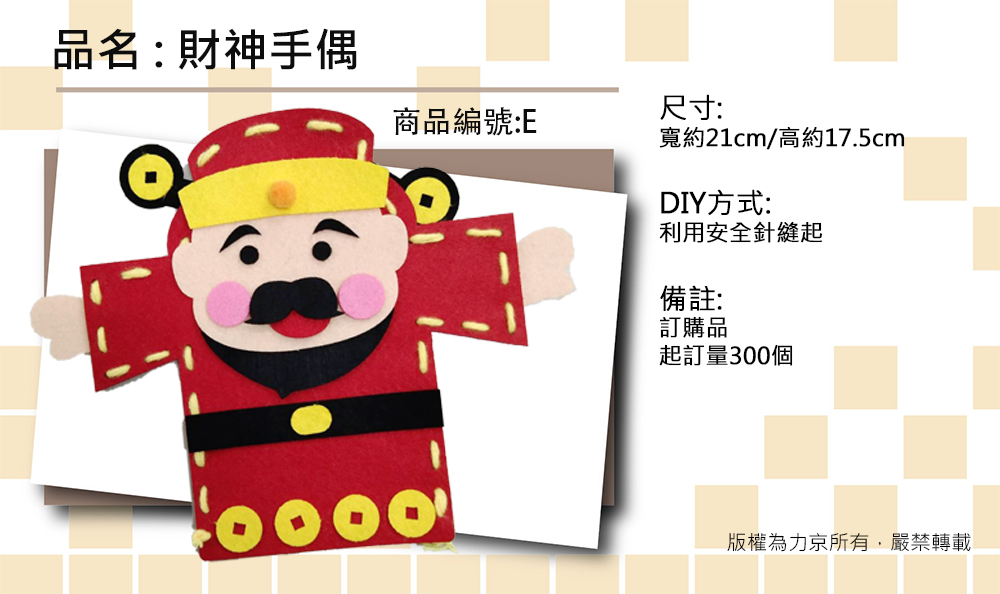 品名 : 財神手偶
商品編號:E
尺寸:
寬約21cm/高約17.5cm
DIY方式:
利用安全針縫起
備註:
訂購品
起訂量300個
版權為力京所有，嚴禁轉載